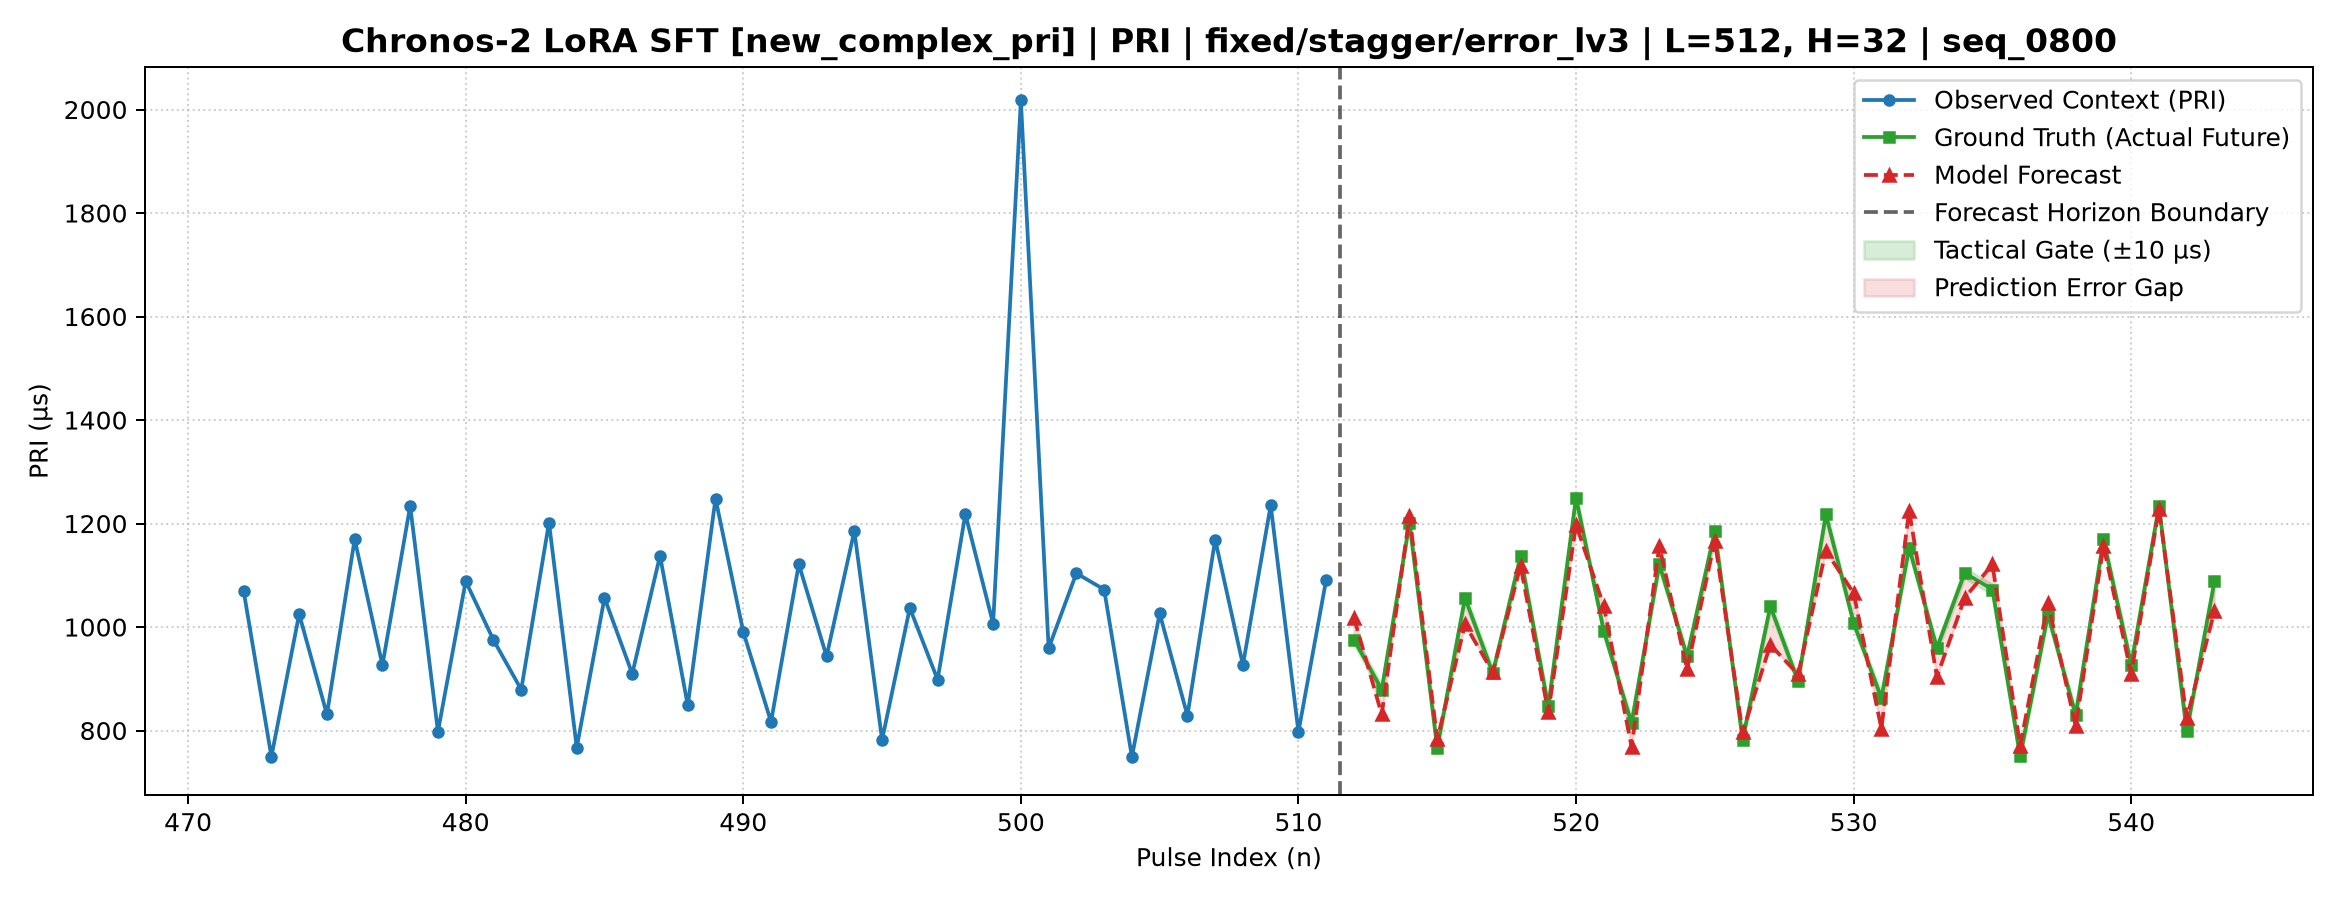 Chronos-2 LoRA SFT [new_complex_pri] | PRI | fixed/stagger/error_lv3 | L=512, H=32 | seq_0800
Observed Context (PRI)
Ground Truth (Actual Future)
Model Forecast
Forecast Horizon Boundary
Tactical Gate (±10 µs)
Prediction Error Gap
PRI (µs)
2000
1800
1600
1400
1200
1000
800
470 480 490 500 510 520 530 540
Pulse Index (n)